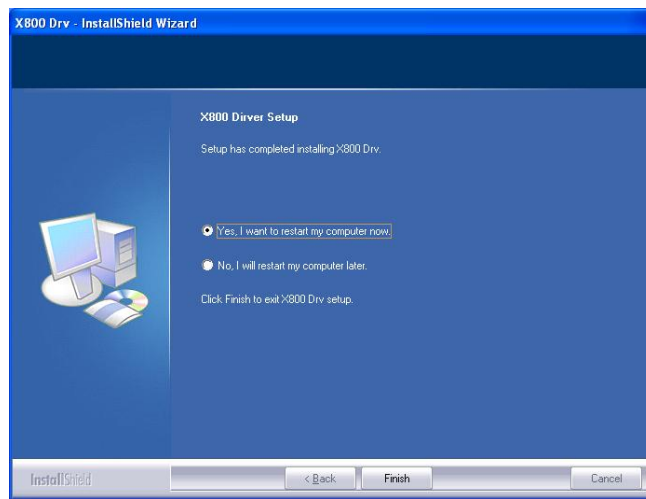 X800 Drv - InstallShield Wizard
X800 Dirver Setup
Setup has completed installing X800 Drv.
Yes, I want to restart my computer now.
No, I will restart my computer later.
Click Finish to exit X800 Drv setup.
InstallShield
< Back
Finish
Cancel